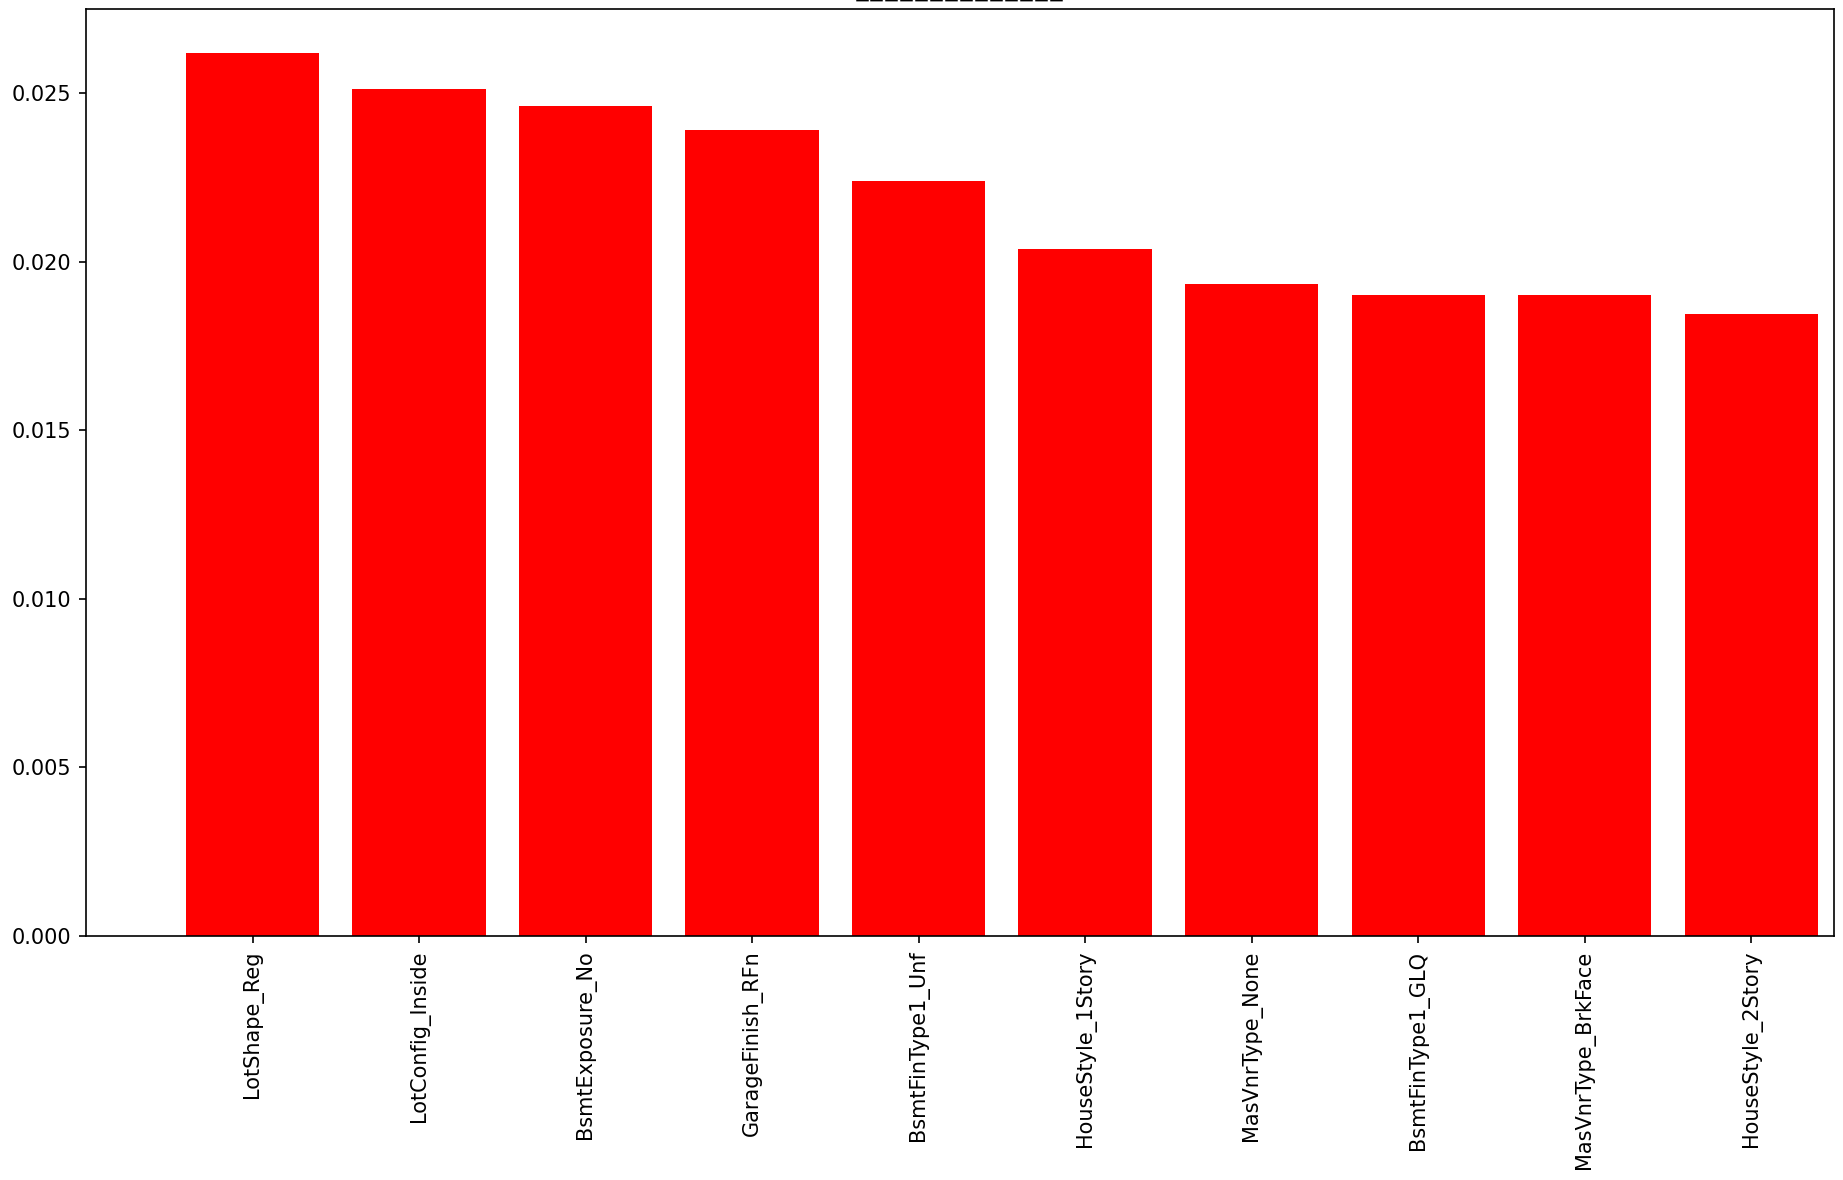 0.025
0.020
0.015
0.010
0.005
0.000
LotShape_Reg
LotConfig_Inside
BsmtExposure_No
GarageFinish_RFn
BsmtFinType1_Unf
HouseStyle_1Story
MasVnrType_None
BsmtFinType1_GLQ
MasVnrType_BrkFace
HouseStyle_2Story